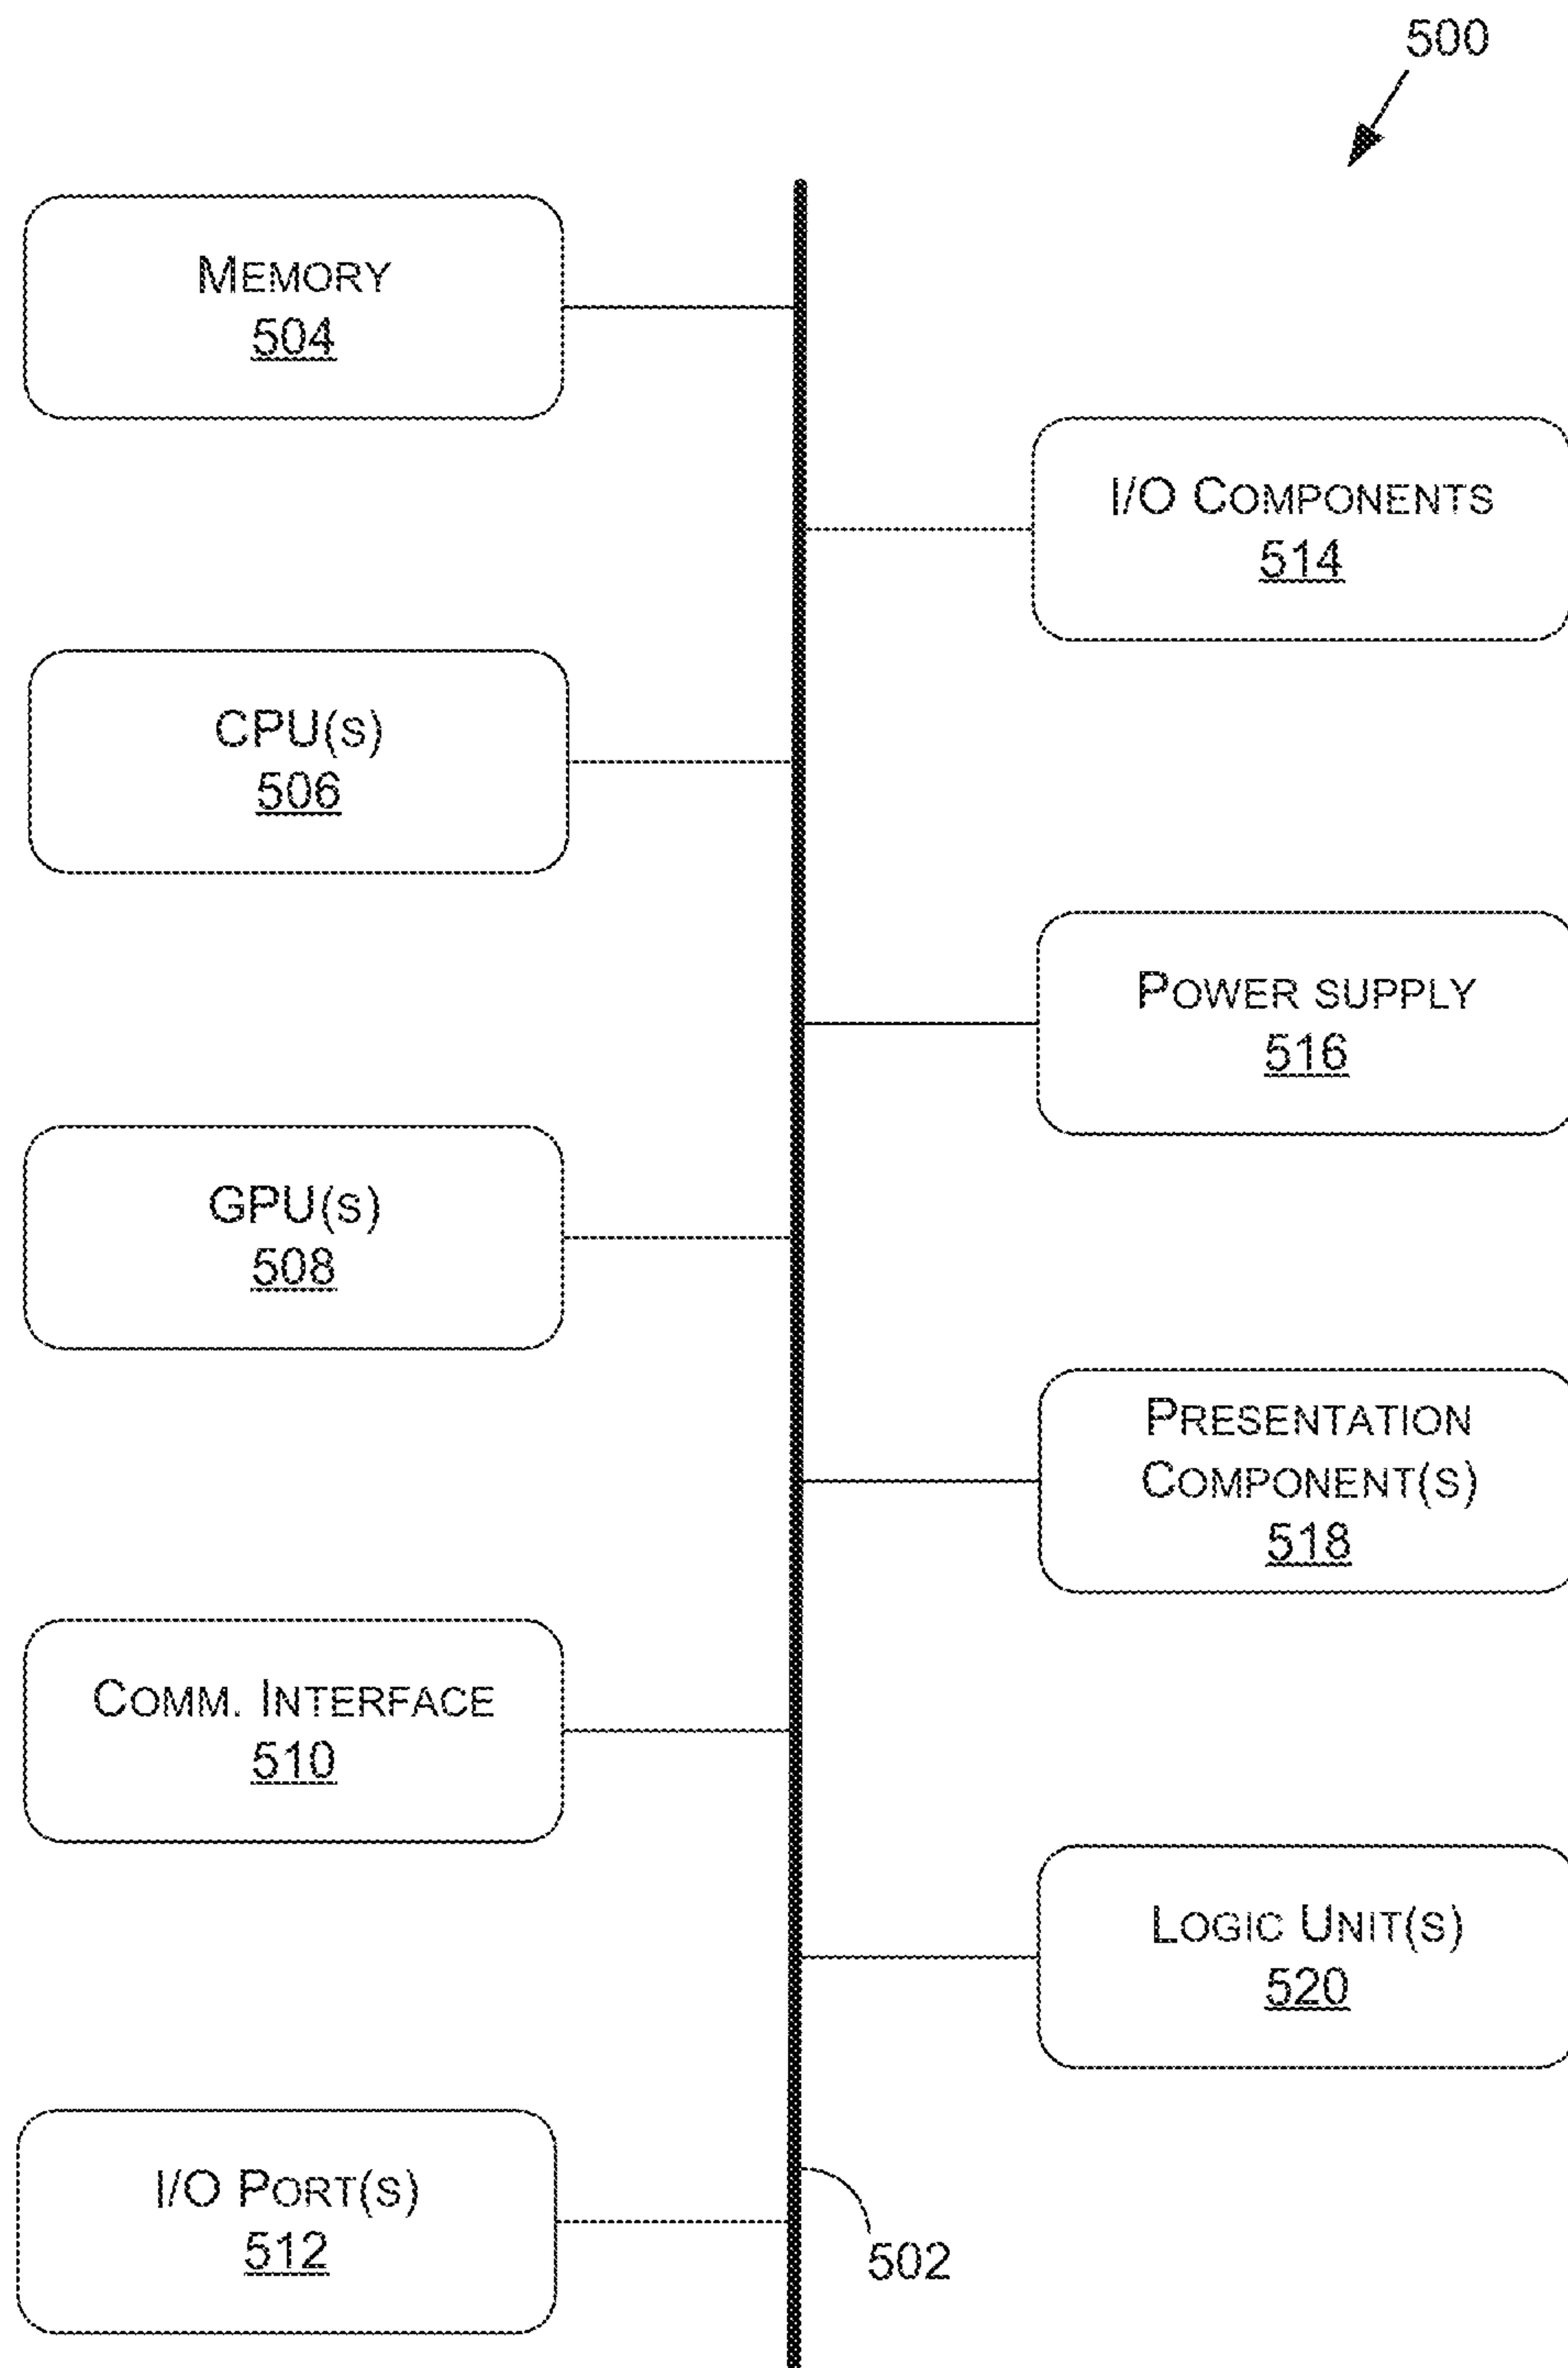 500
MEMORY
504
I/O COMPONENTS
514
CPU(S)
506
POWER SUPPLY
516
GPU(S)
508
PRESENTATION
COMPONENT(S)
518
COMM. INTERFACE
510
LOGIC UNIT(S)
520
I/O PORT(S)
512
502